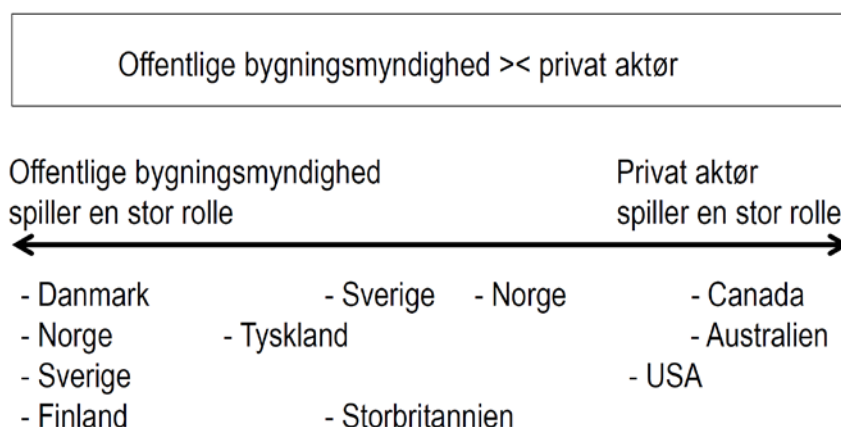 Offentlige bygningsmyndighed >< privat aktør
Offentlige bygningsmyndighed
spiller en stor rolle
Privat aktør
spiller en stor rolle
- Danmark - Sverige - Norge - Canada
- Norge - Tyskland - Australien
- Sverige - USA
- Finland - Storbritannien